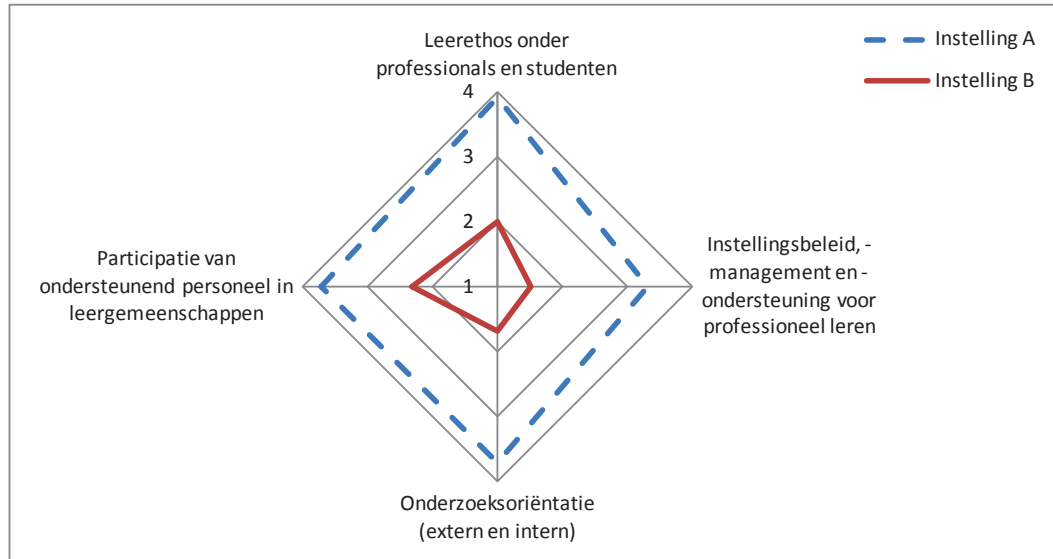 Leerethos onder
professionals en studenten
Instelling A
Instelling B
4
3
2
1
Participatie van
ondersteunend personeel in
leergemeenschappen
Instellingsbeleid, -
management en -
ondersteuning voor
professioneel leren
Onderzoeksoriëntatie
(extern en intern)